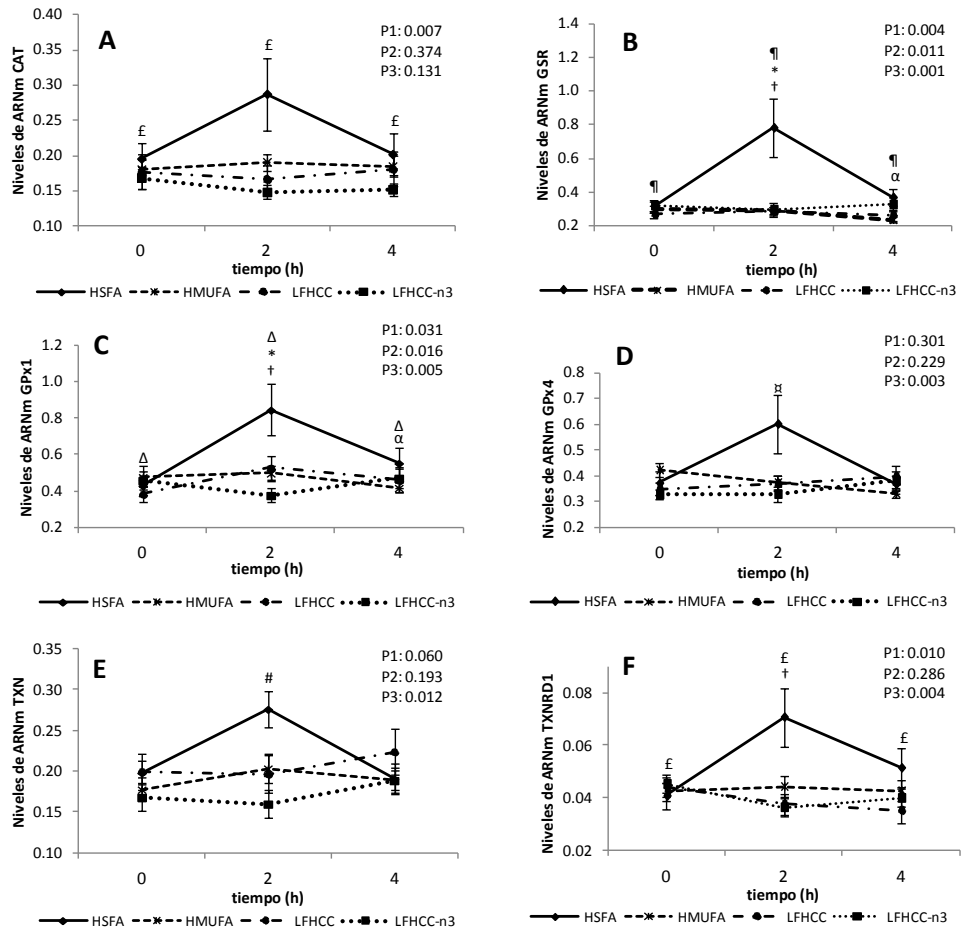 A
P1: 0.007
P2: 0.374
P3: 0.131
Niveles de ARNm CAT
0.40
0.35
0.30
0.25
0.20
0.15
0.10
£
£
£
0 2 4
tiempo (h)
HSFA HMUFA LFHCC LFHCC-n3
B
P1: 0.004
P2: 0.011
P3: 0.001
Niveles de ARNm GSR
1.4
1.2
1.0
0.8
0.6
0.4
0.2
¶
¶
*
†
¶
α
0 2 4
tiempo (h)
HSFA HMUFA LFHCC LFHCC-n3
C
P1: 0.031
P2: 0.016
P3: 0.005
Niveles de ARNm GPx1
1.2
1.0
0.8
0.6
0.4
0.2
Δ
Δ
*
†
Δ
α
0 2 4
tiempo (h)
HSFA HMUFA LFHCC LFHCC-n3
D
P1: 0.301
P2: 0.229
P3: 0.003
Niveles de ARNm GPx4
0.8
0.7
0.6
0.5
0.4
0.3
0.2
¤
0 2 4
tiempo (h)
HSFA HMUFA LFHCC LFHCC-n3
E
P1: 0.060
P2: 0.193
P3: 0.012
Niveles de ARNm TXN
0.35
0.30
0.25
0.20
0.15
0.10
#
0 2 4
tiempo (h)
HSFA HMUFA LFHCC LFHCC-n3
F
P1: 0.010
P2: 0.286
P3: 0.004
Niveles de ARNm TXNRD1
0.08
0.06
0.04
0.02
£
£
†
£
0 2 4
tiempo (h)
HSFA HMUFA LFHCC LFHCC-n3